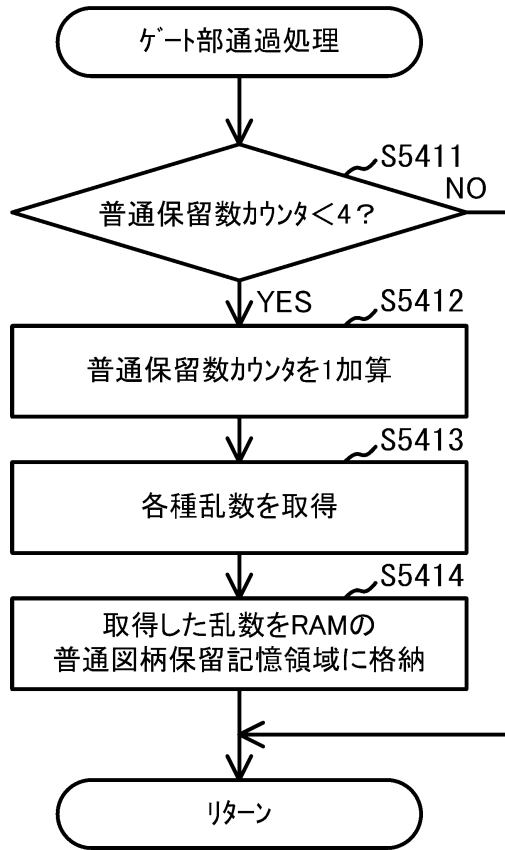 ｹﾞｰﾄ部通過処理
S5411
NO
普通保留数ｶｳﾝﾀ＜4？
YES
S5412
普通保留数ｶｳﾝﾀを1加算
S5413
各種乱数を取得
S5414
取得した乱数をRAMの
普通図柄保留記憶領域に格納
ﾘﾀｰﾝ